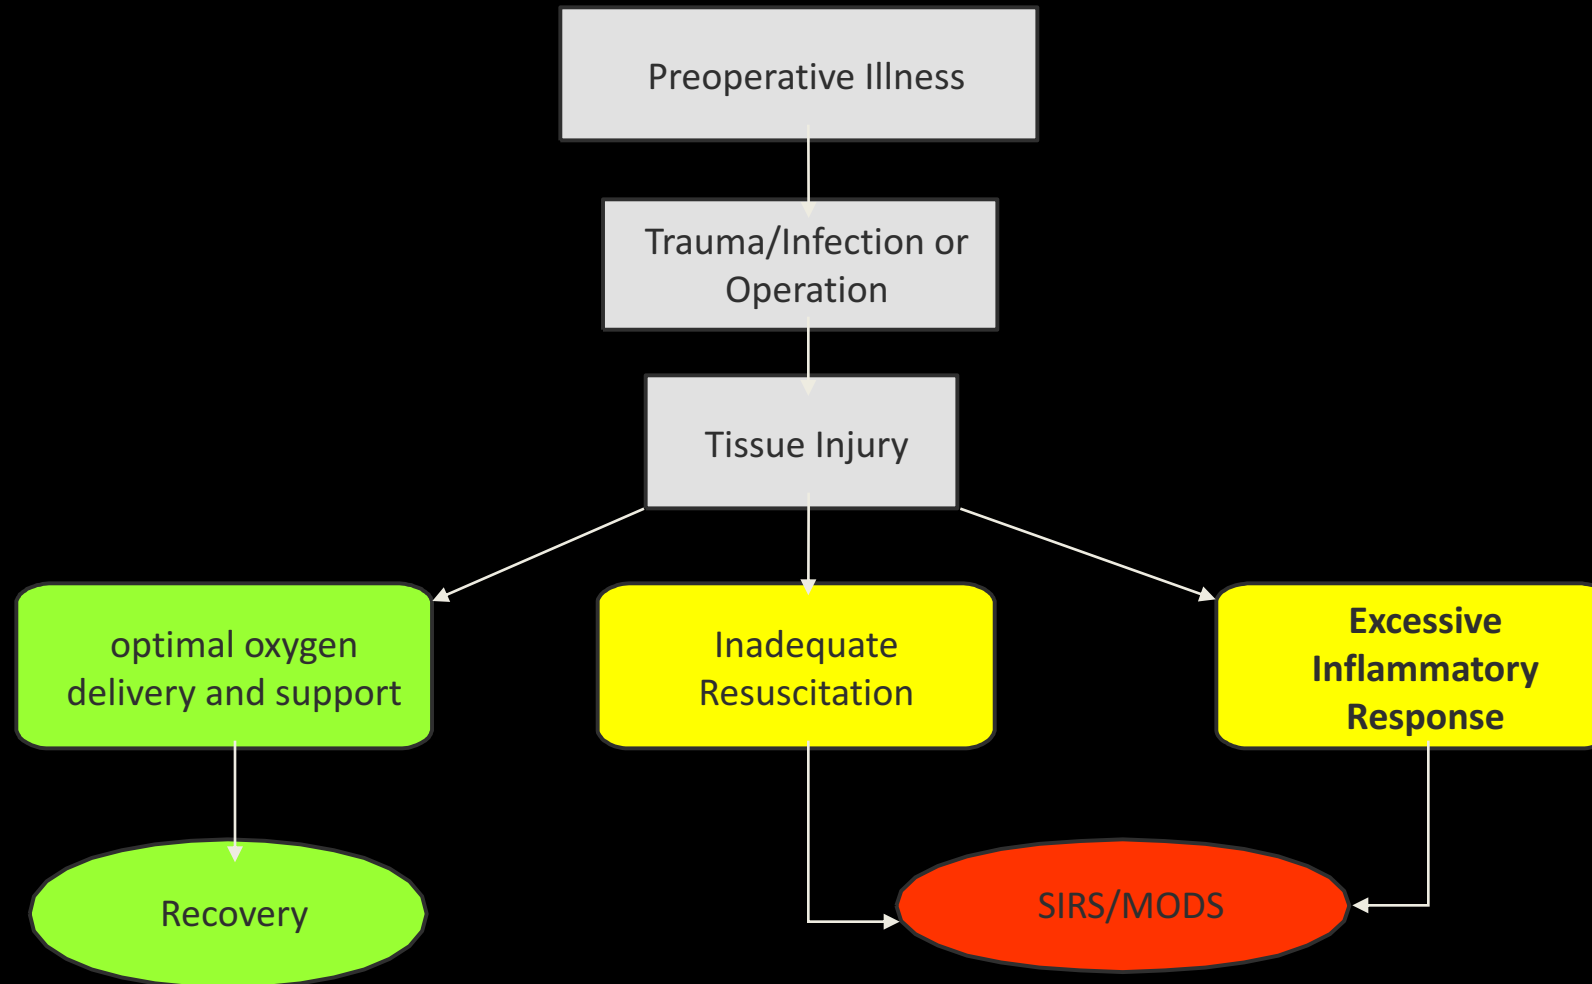 Preoperative Illness
Trauma/Infection or
Operation
Tissue Injury
optimal oxygen
delivery and support
Inadequate
Resuscitation
Excessive
Inflammatory
Response
Recovery
SIRS/MODS